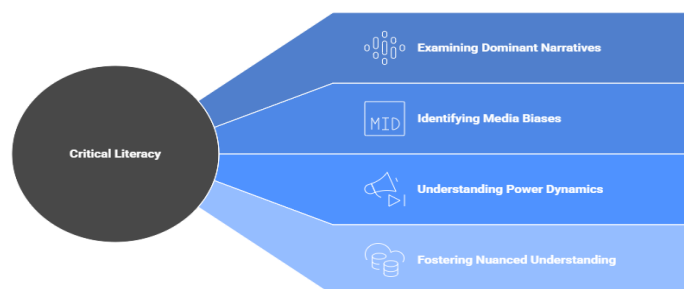 Critical Literacy
Examining Dominant Narratives
MID
Identifying Media Biases
Understanding Power Dynamics
Fostering Nuanced Understanding